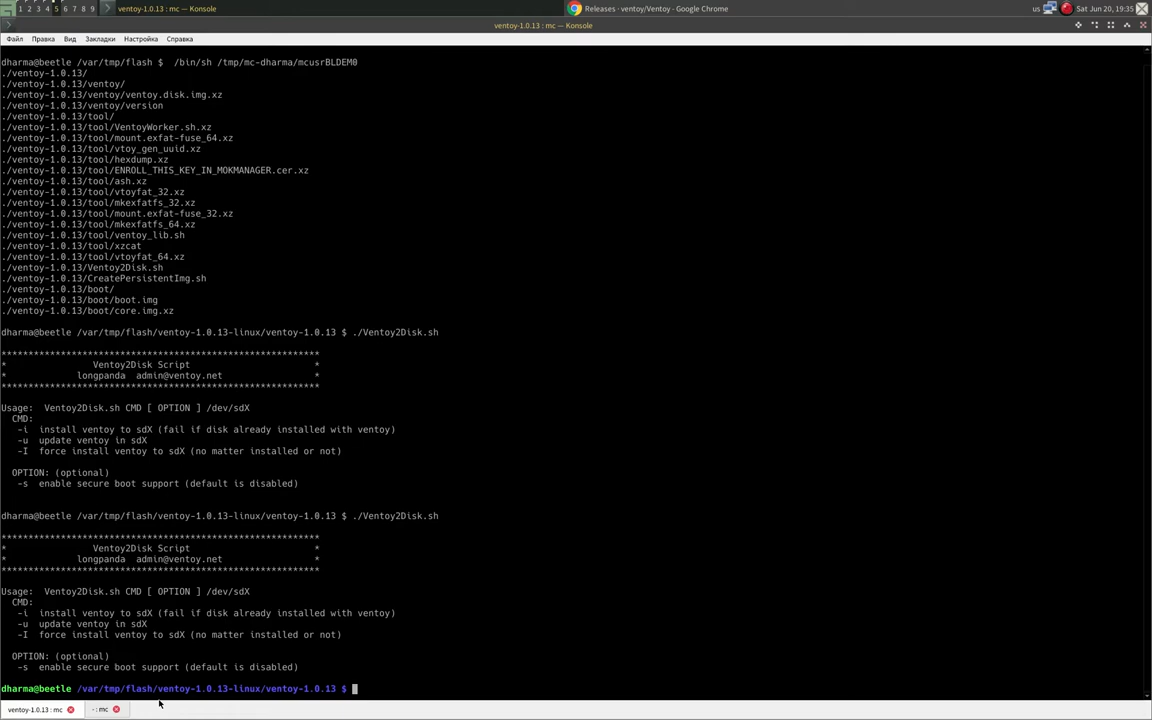 1 2 3 4 5 6 7 8 9 ventoy-1.0.13 : mc — Konsole Releases · ventoy/Ventoy - Google Chrome us Sat Jun 20, 19:35
ventoy-1.0.13 : mc — Konsole
Файл Правка Вид Закладки Настройка Справка
dharma@beetle /var/tmp/flash $  /bin/sh /tmp/mc-dharma/mcusrBLDEM0
./ventoy-1.0.13/
./ventoy-1.0.13/ventoy/
./ventoy-1.0.13/ventoy/ventoy.disk.img.xz
./ventoy-1.0.13/ventoy/version
./ventoy-1.0.13/tool/
./ventoy-1.0.13/tool/VentoyWorker.sh.xz
./ventoy-1.0.13/tool/mount.exfat-fuse_64.xz
./ventoy-1.0.13/tool/vtoy_gen_uuid.xz
./ventoy-1.0.13/tool/hexdump.xz
./ventoy-1.0.13/tool/ENROLL_THIS_KEY_IN_MOKMANAGER.cer.xz
./ventoy-1.0.13/tool/ash.xz
./ventoy-1.0.13/tool/vtoyfat_32.xz
./ventoy-1.0.13/tool/mkexfatfs_32.xz
./ventoy-1.0.13/tool/mount.exfat-fuse_32.xz
./ventoy-1.0.13/tool/mkexfatfs_64.xz
./ventoy-1.0.13/tool/ventoy_lib.sh
./ventoy-1.0.13/tool/xzcat
./ventoy-1.0.13/tool/vtoyfat_64.xz
./ventoy-1.0.13/Ventoy2Disk.sh
./ventoy-1.0.13/CreatePersistentImg.sh
./ventoy-1.0.13/boot/
./ventoy-1.0.13/boot/boot.img
./ventoy-1.0.13/boot/core.img.xz
dharma@beetle /var/tmp/flash/ventoy-1.0.13-linux/ventoy-1.0.13 $ ./Ventoy2Disk.sh
***********************************************************
*                Ventoy2Disk Script                       *
*             longpanda  admin@ventoy.net                 *
***********************************************************
Usage:  Ventoy2Disk.sh CMD [ OPTION ] /dev/sdX
  CMD:
   -i  install ventoy to sdX (fail if disk already installed with ventoy)
   -u  update ventoy in sdX
   -I  force install ventoy to sdX (no matter installed or not)
  OPTION: (optional)
   -s  enable secure boot support (default is disabled)
dharma@beetle /var/tmp/flash/ventoy-1.0.13-linux/ventoy-1.0.13 $ ./Ventoy2Disk.sh
***********************************************************
*                Ventoy2Disk Script                       *
*             longpanda  admin@ventoy.net                 *
***********************************************************
Usage:  Ventoy2Disk.sh CMD [ OPTION ] /dev/sdX
  CMD:
   -i  install ventoy to sdX (fail if disk already installed with ventoy)
   -u  update ventoy in sdX
   -I  force install ventoy to sdX (no matter installed or not)
  OPTION: (optional)
   -s  enable secure boot support (default is disabled)
dharma@beetle /var/tmp/flash/ventoy-1.0.13-linux/ventoy-1.0.13 $
ventoy-1.0.13 : mc - : mc